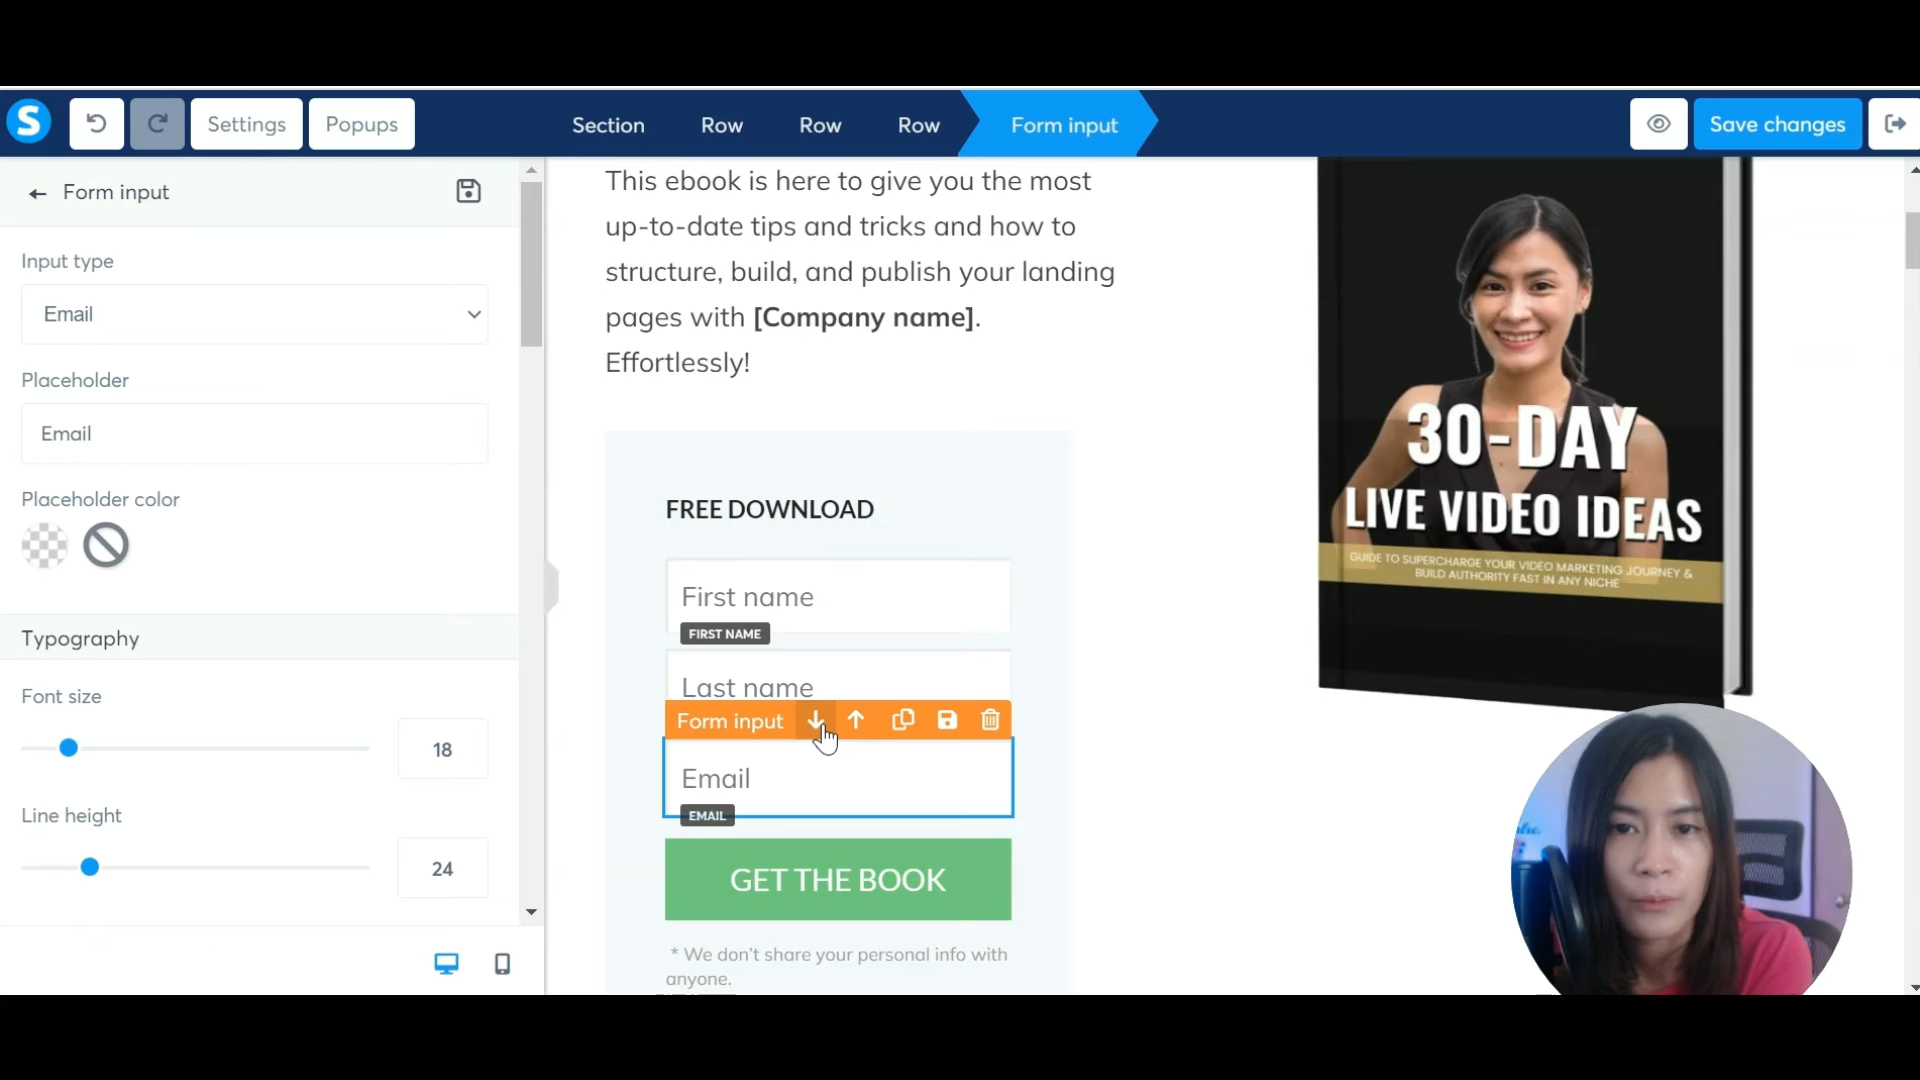 S
Settings
Popups
Section
Row
Row
Row
Form input
Save changes
Form input
Input type
Email
Placeholder
Email
Placeholder color
Typography
Font size
18
Line height
24
This ebook is here to give you the most
up-to-date tips and tricks and how to
structure, build, and publish your landing
pages with [Company name].
Effortlessly!
FREE DOWNLOAD
First name
FIRST NAME
Last name
Form input
Email
EMAIL
GET THE BOOK
* We don't share your personal info with
anyone.
30-DAY
LIVE VIDEO IDEAS
GUIDE TO SUPERCHARGE YOUR VIDEO MARKETING JOURNEY &
BUILD AUTHORITY FAST IN ANY NICHE